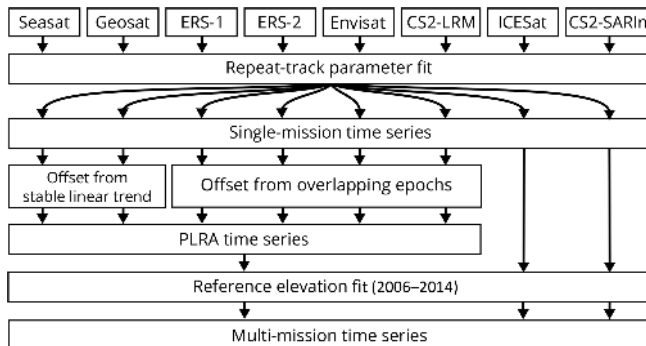 Seasat Geosat ERS-1 ERS-2 Envisat CS2-LRM ICESat CS2-SARIn
Repeat-track parameter fit
Single-mission time series
Offset from
stable linear trend
Offset from overlapping epochs
PLRA time series
Reference elevation fit (2006–2014)
Multi-mission time series